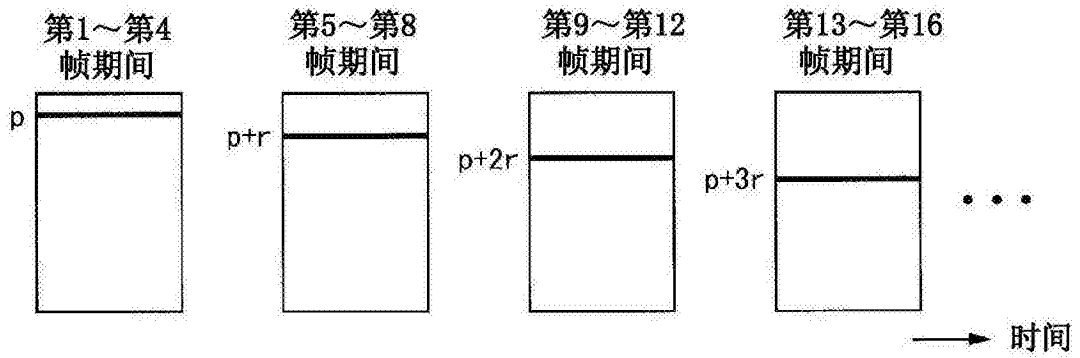 第1～第4
帧期间
第5～第8
帧期间
第9～第12
帧期间
第13～第16
帧期间
p
p+r
p+2r
p+3r
• • •
时间